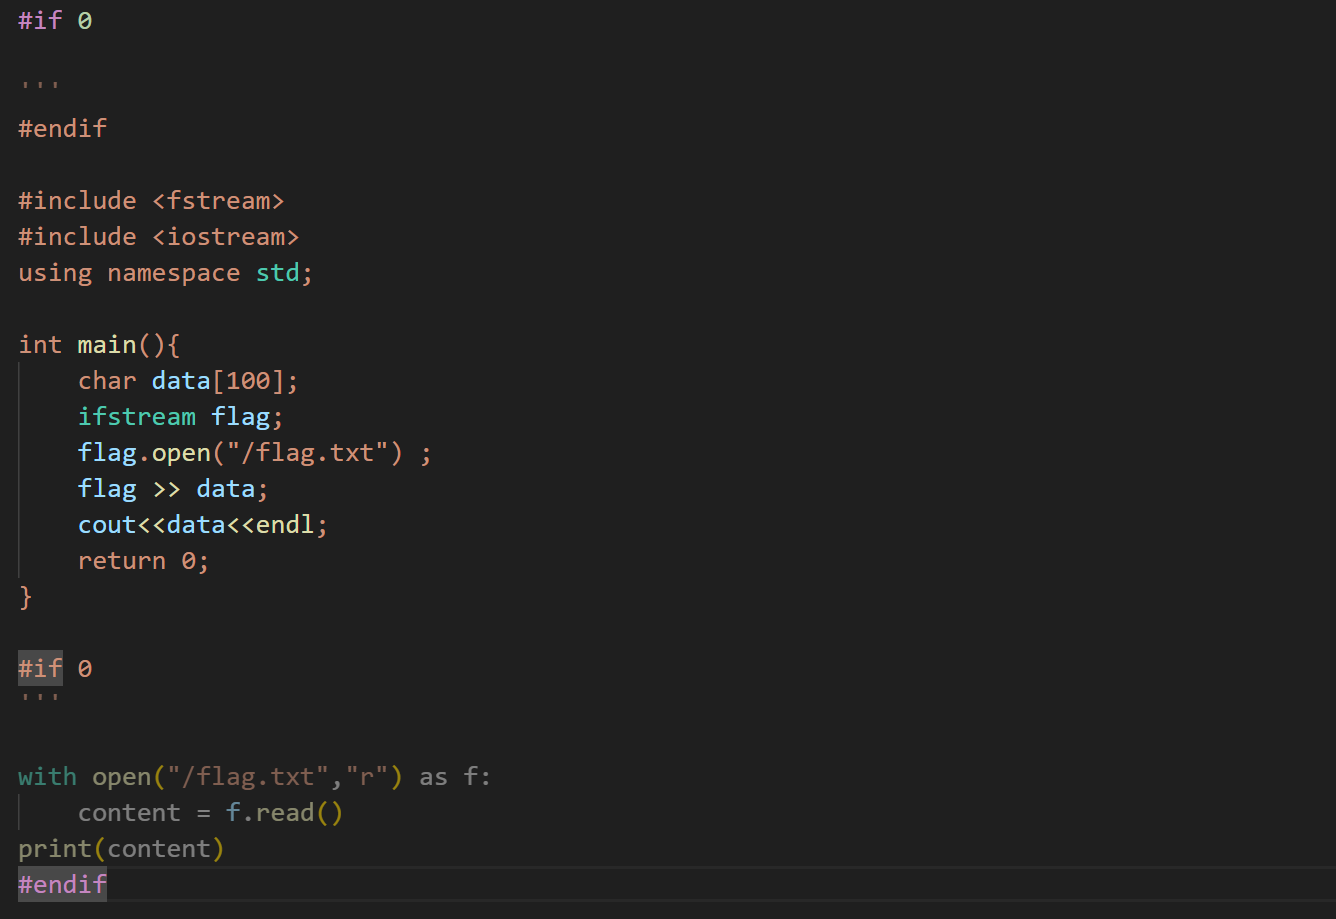 #if 0
'''
#endif
#include <fstream>
#include <iostream>
using namespace std;
int main(){
    char data[100];
    ifstream flag;
    flag.open("/flag.txt") ;
    flag >> data;
    cout<<data<<endl;
    return 0;
}
#if 0
'''
with open("/flag.txt","r") as f:
    content = f.read()
print(content)
#endif